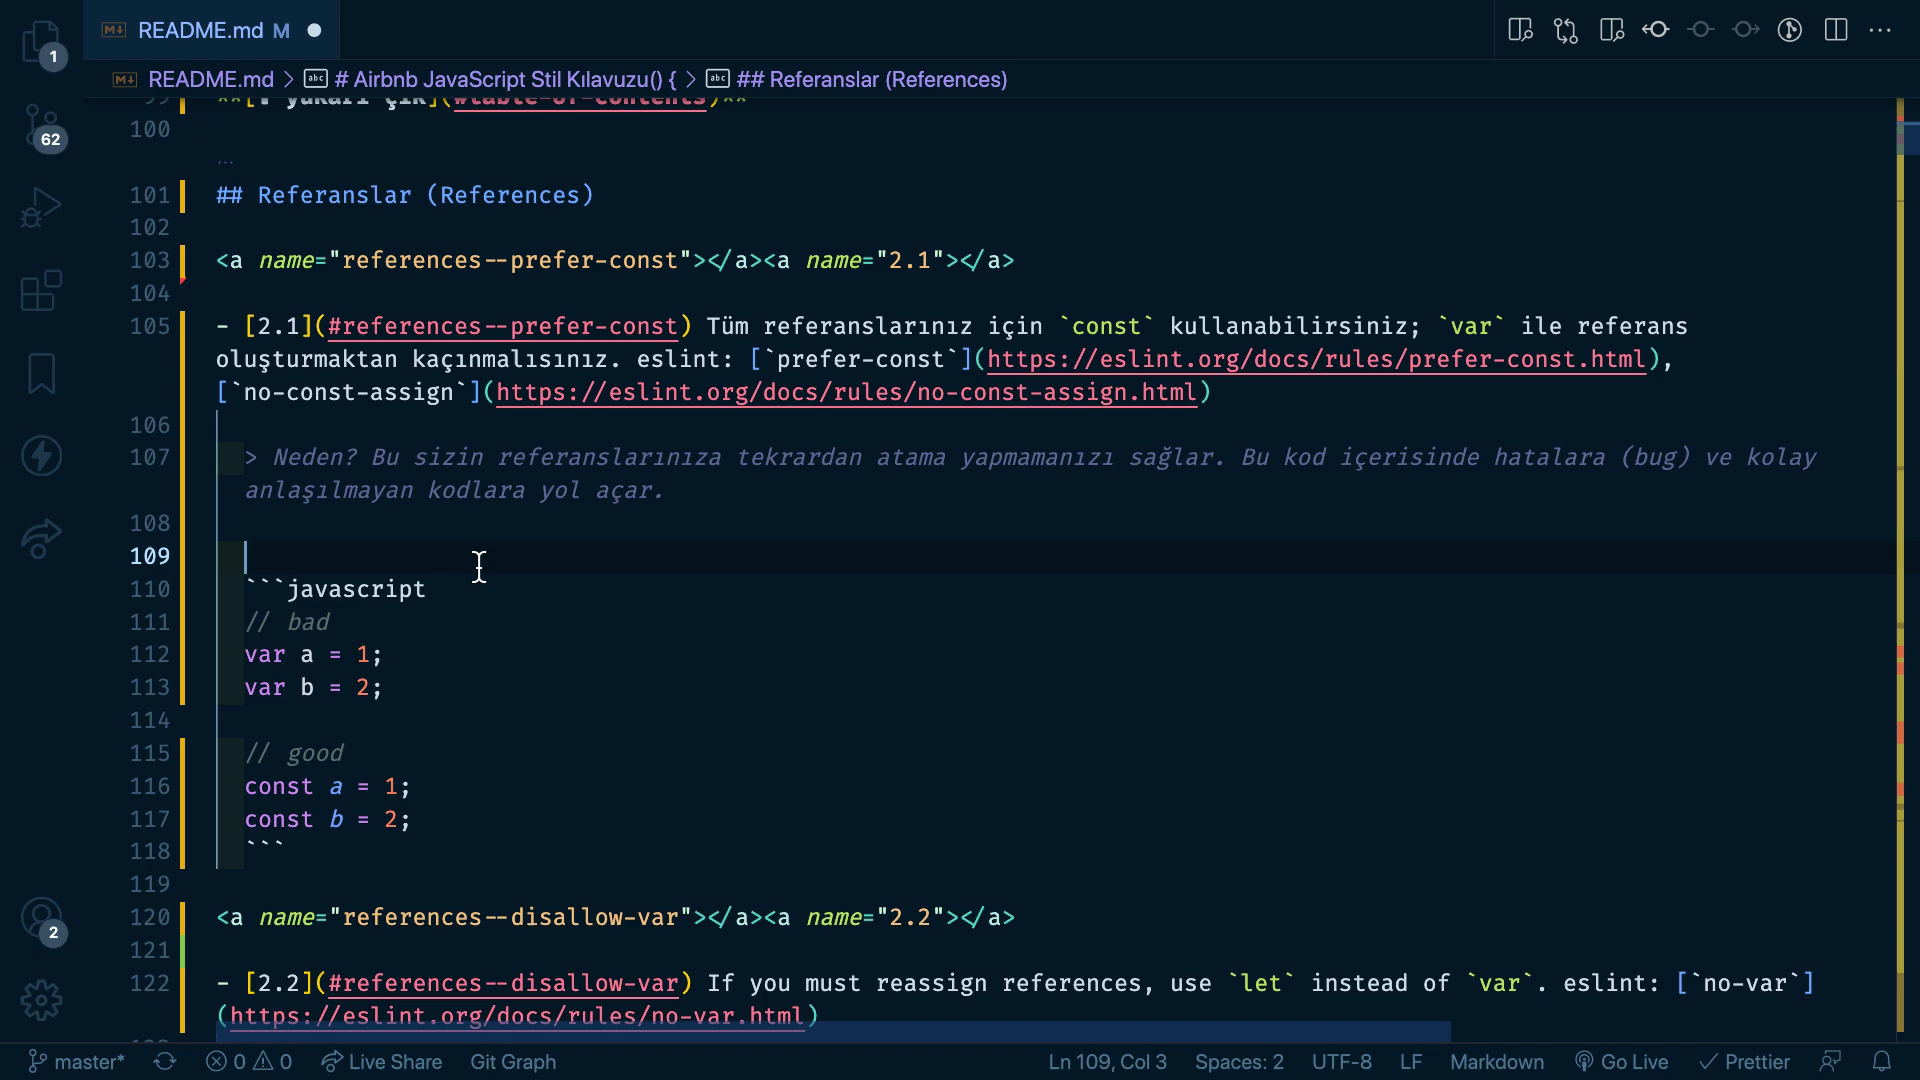 README.md M
README.md > # Airbnb JavaScript Stil Kılavuzu() { > ## Referanslar (References)
100
...
101 ## Referanslar (References)
102
103 <a name="references--prefer-const"></a><a name="2.1"></a>
104
105 - [2.1](#references--prefer-const) Tüm referanslarınız için `const` kullanabilirsiniz; `var` ile referans
oluşturmaktan kaçınmalısınız. eslint: [`prefer-const`](https://eslint.org/docs/rules/prefer-const.html),
[`no-const-assign`](https://eslint.org/docs/rules/no-const-assign.html)
106
107 > Neden? Bu sizin referanslarınıza tekrardan atama yapmamanızı sağlar. Bu kod içerisinde hatalara (bug) ve kolay
anlaşılmayan kodlara yol açar.
108
109
110 ```javascript
111 // bad
112 var a = 1;
113 var b = 2;
114
115 // good
116 const a = 1;
117 const b = 2;
118 ```
119
120 <a name="references--disallow-var"></a><a name="2.2"></a>
121
122 - [2.2](#references--disallow-var) If you must reassign references, use `let` instead of `var`. eslint: [`no-var`]
(https://eslint.org/docs/rules/no-var.html)
1
62
2
master* 0 0 Live Share Git Graph Ln 109, Col 3 Spaces: 2 UTF-8 LF Markdown Go Live Prettier